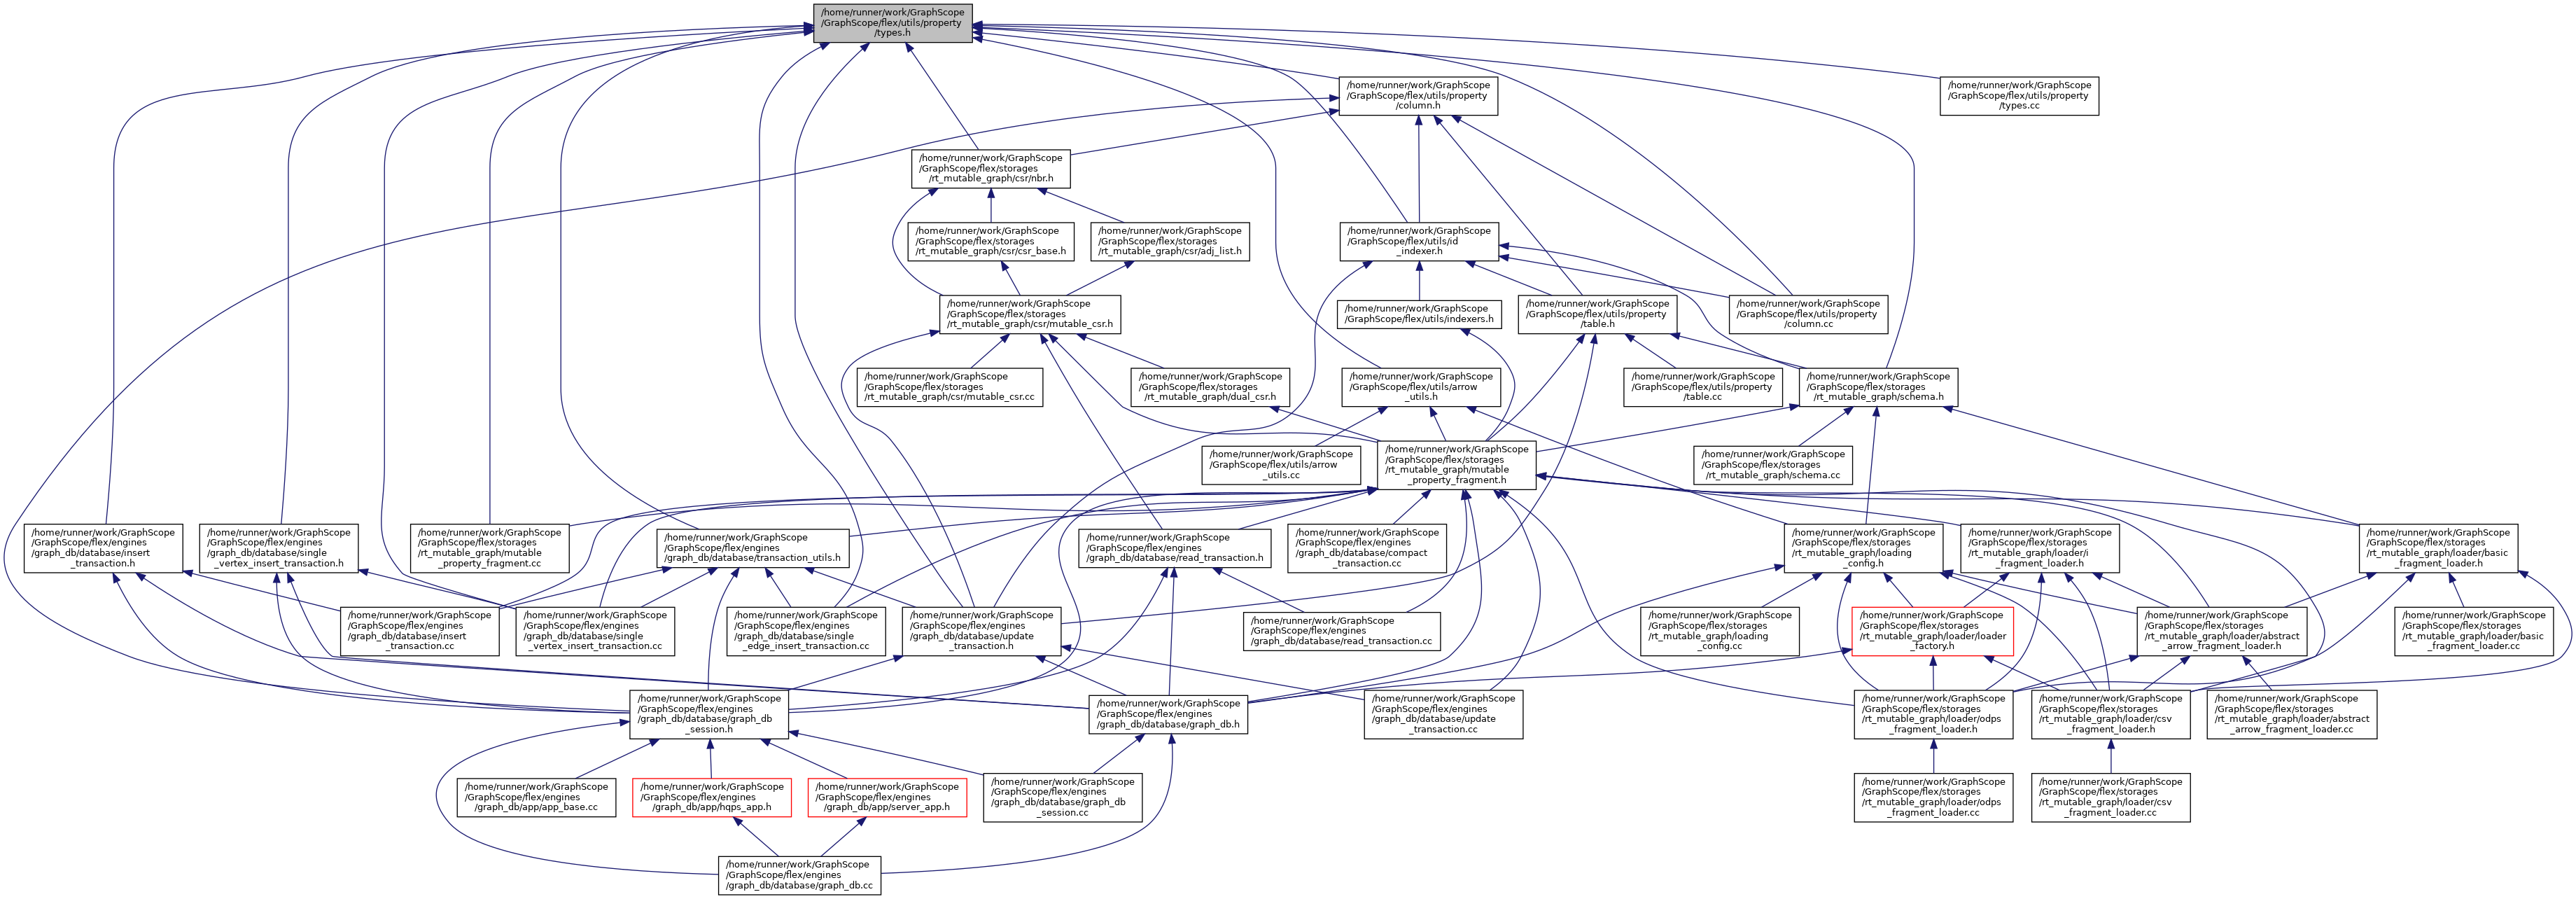 /home/runner/work/GraphScope
/GraphScope/flex/utils/property
/types.h
/home/runner/work/GraphScope
/GraphScope/flex/utils/property
/column.h
/home/runner/work/GraphScope
/GraphScope/flex/utils/property
/types.cc
/home/runner/work/GraphScope
/GraphScope/flex/storages
/rt_mutable_graph/csr/nbr.h
/home/runner/work/GraphScope
/GraphScope/flex/storages
/rt_mutable_graph/csr/csr_base.h
/home/runner/work/GraphScope
/GraphScope/flex/storages
/rt_mutable_graph/csr/adj_list.h
/home/runner/work/GraphScope
/GraphScope/flex/utils/id
_indexer.h
/home/runner/work/GraphScope
/GraphScope/flex/storages
/rt_mutable_graph/csr/mutable_csr.h
/home/runner/work/GraphScope
/GraphScope/flex/utils/indexers.h
/home/runner/work/GraphScope
/GraphScope/flex/utils/property
/table.h
/home/runner/work/GraphScope
/GraphScope/flex/utils/property
/column.cc
/home/runner/work/GraphScope
/GraphScope/flex/storages
/rt_mutable_graph/csr/mutable_csr.cc
/home/runner/work/GraphScope
/GraphScope/flex/storages
/rt_mutable_graph/dual_csr.h
/home/runner/work/GraphScope
/GraphScope/flex/utils/arrow
_utils.h
/home/runner/work/GraphScope
/GraphScope/flex/utils/property
/table.cc
/home/runner/work/GraphScope
/GraphScope/flex/storages
/rt_mutable_graph/schema.h
/home/runner/work/GraphScope
/GraphScope/flex/utils/arrow
_utils.cc
/home/runner/work/GraphScope
/GraphScope/flex/storages
/rt_mutable_graph/mutable
_property_fragment.h
/home/runner/work/GraphScope
/GraphScope/flex/storages
/rt_mutable_graph/schema.cc
/home/runner/work/GraphScope
/GraphScope/flex/engines
/graph_db/database/insert
_transaction.h
/home/runner/work/GraphScope
/GraphScope/flex/engines
/graph_db/database/single
_vertex_insert_transaction.h
/home/runner/work/GraphScope
/GraphScope/flex/storages
/rt_mutable_graph/mutable
_property_fragment.cc
/home/runner/work/GraphScope
/GraphScope/flex/engines
/graph_db/database/transaction_utils.h
/home/runner/work/GraphScope
/GraphScope/flex/engines
/graph_db/database/read_transaction.h
/home/runner/work/GraphScope
/GraphScope/flex/engines
/graph_db/database/compact
_transaction.cc
/home/runner/work/GraphScope
/GraphScope/flex/storages
/rt_mutable_graph/loading
_config.h
/home/runner/work/GraphScope
/GraphScope/flex/storages
/rt_mutable_graph/loader/i
_fragment_loader.h
/home/runner/work/GraphScope
/GraphScope/flex/storages
/rt_mutable_graph/loader/basic
_fragment_loader.h
/home/runner/work/GraphScope
/GraphScope/flex/engines
/graph_db/database/insert
_transaction.cc
/home/runner/work/GraphScope
/GraphScope/flex/engines
/graph_db/database/single
_vertex_insert_transaction.cc
/home/runner/work/GraphScope
/GraphScope/flex/engines
/graph_db/database/single
_edge_insert_transaction.cc
/home/runner/work/GraphScope
/GraphScope/flex/engines
/graph_db/database/update
_transaction.h
/home/runner/work/GraphScope
/GraphScope/flex/engines
/graph_db/database/read_transaction.cc
/home/runner/work/GraphScope
/GraphScope/flex/storages
/rt_mutable_graph/loading
_config.cc
/home/runner/work/GraphScope
/GraphScope/flex/storages
/rt_mutable_graph/loader/loader
_factory.h
/home/runner/work/GraphScope
/GraphScope/flex/storages
/rt_mutable_graph/loader/abstract
_arrow_fragment_loader.h
/home/runner/work/GraphScope
/GraphScope/flex/storages
/rt_mutable_graph/loader/basic
_fragment_loader.cc
/home/runner/work/GraphScope
/GraphScope/flex/engines
/graph_db/database/graph_db
_session.h
/home/runner/work/GraphScope
/GraphScope/flex/engines
/graph_db/database/graph_db.h
/home/runner/work/GraphScope
/GraphScope/flex/engines
/graph_db/database/update
_transaction.cc
/home/runner/work/GraphScope
/GraphScope/flex/storages
/rt_mutable_graph/loader/odps
_fragment_loader.h
/home/runner/work/GraphScope
/GraphScope/flex/storages
/rt_mutable_graph/loader/csv
_fragment_loader.h
/home/runner/work/GraphScope
/GraphScope/flex/storages
/rt_mutable_graph/loader/abstract
_arrow_fragment_loader.cc
/home/runner/work/GraphScope
/GraphScope/flex/engines
/graph_db/app/app_base.cc
/home/runner/work/GraphScope
/GraphScope/flex/engines
/graph_db/app/hqps_app.h
/home/runner/work/GraphScope
/GraphScope/flex/engines
/graph_db/app/server_app.h
/home/runner/work/GraphScope
/GraphScope/flex/engines
/graph_db/database/graph_db
_session.cc
/home/runner/work/GraphScope
/GraphScope/flex/storages
/rt_mutable_graph/loader/odps
_fragment_loader.cc
/home/runner/work/GraphScope
/GraphScope/flex/storages
/rt_mutable_graph/loader/csv
_fragment_loader.cc
/home/runner/work/GraphScope
/GraphScope/flex/engines
/graph_db/database/graph_db.cc